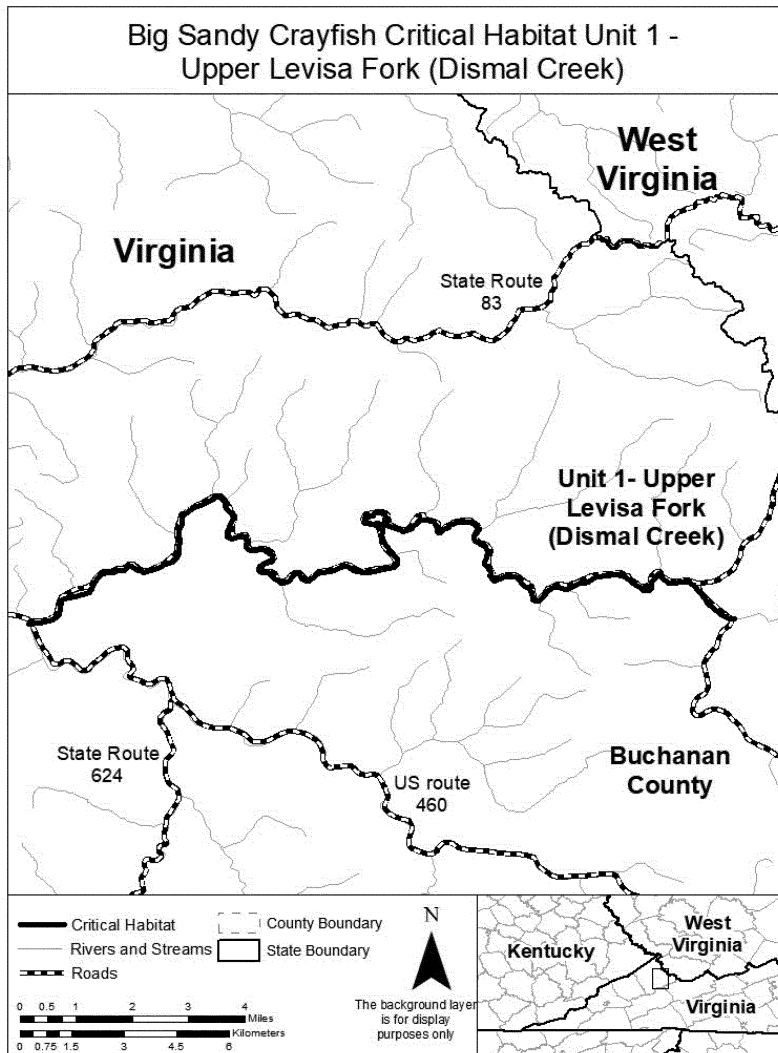 Big Sandy Crayfish Critical Habitat Unit 1 -
Upper Levisa Fork (Dismal Creek)
West
Virginia
Virginia
State Route
83
Unit 1- Upper
Levisa Fork
(Dismal Creek)
State Route
624
US route
460
Buchanan
County
Critical Habitat
Rivers and Streams
Roads
County Boundary
State Boundary
0 0.5 1 2 3 4
Miles
Kilometers
0 0.75 1.5 3 4.5 6
N
The background layer
is for display
purposes only
Kentucky
West
Virginia
Virginia